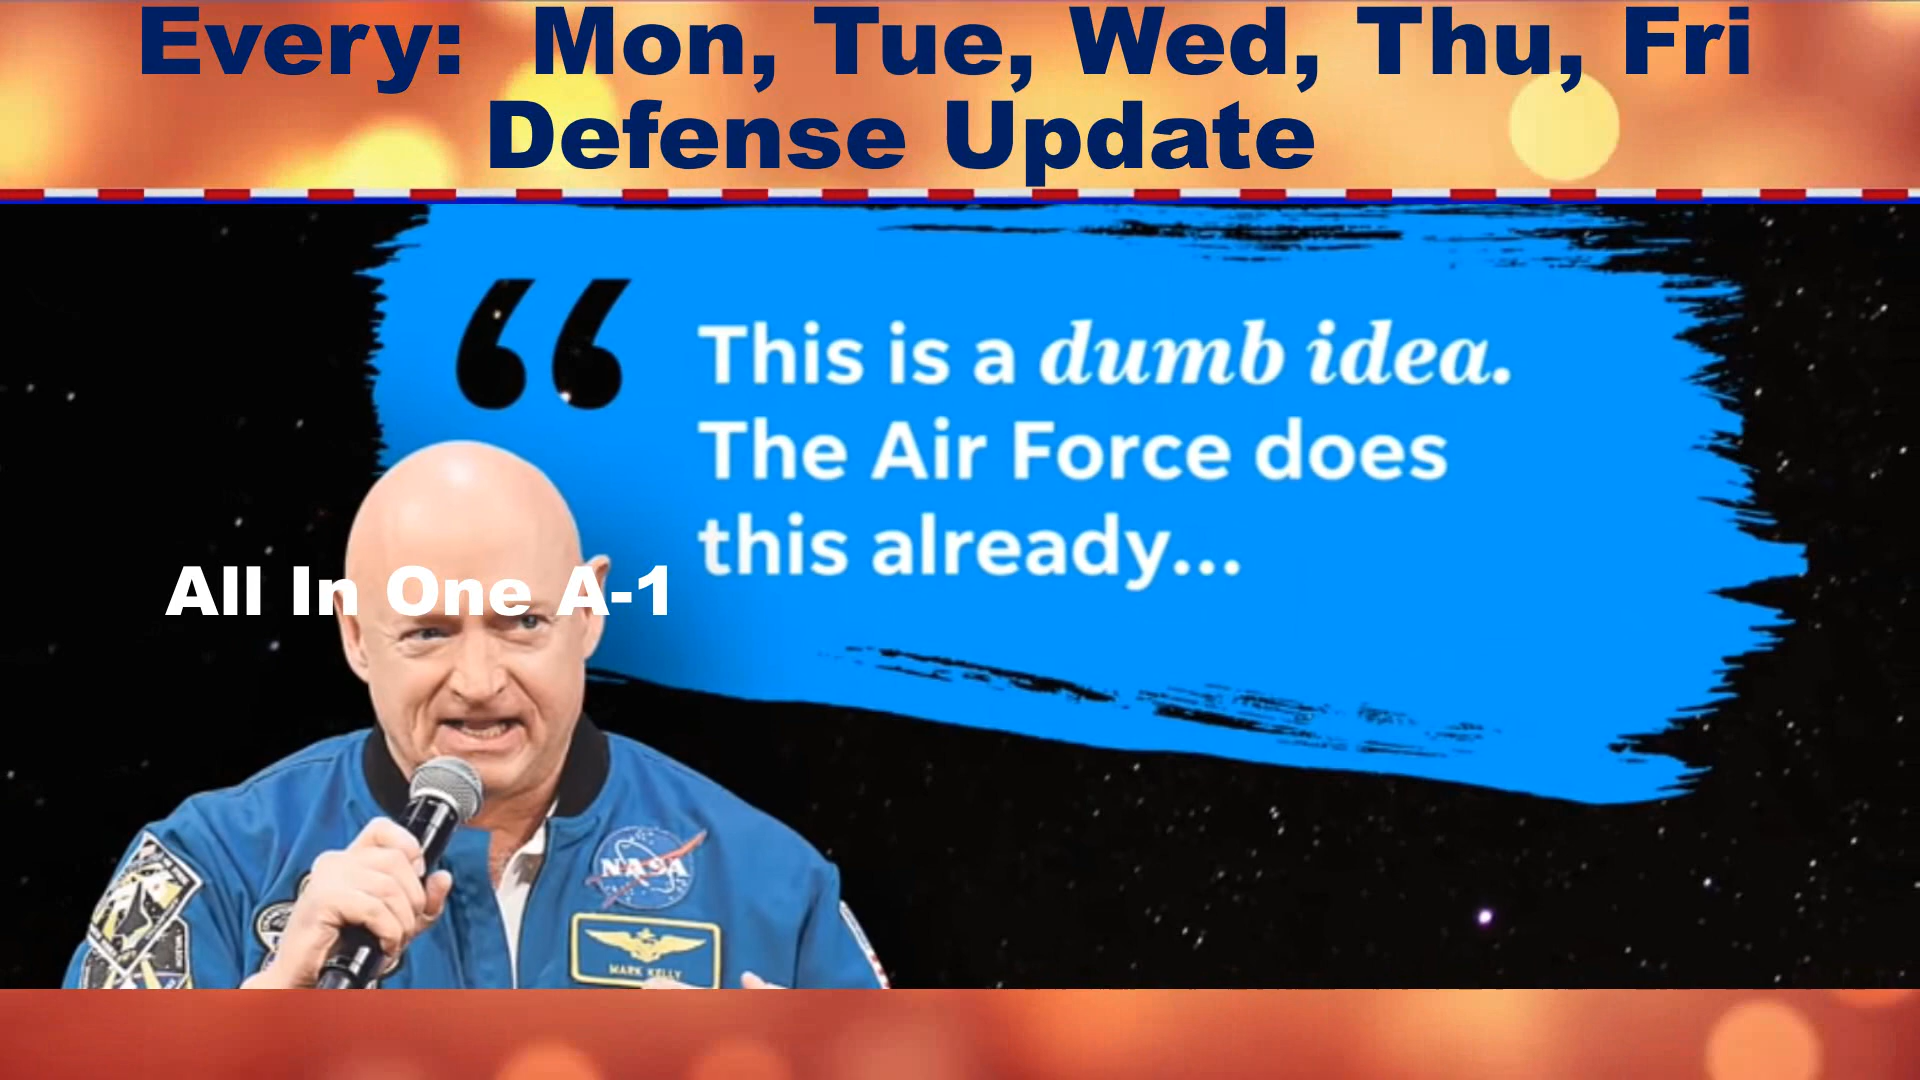 Every: Mon, Tue, Wed, Thu, Fri
Defense Update
“ This is a dumb idea.
The Air Force does
this already...
All In One A-1
NASA
MARK KELLY